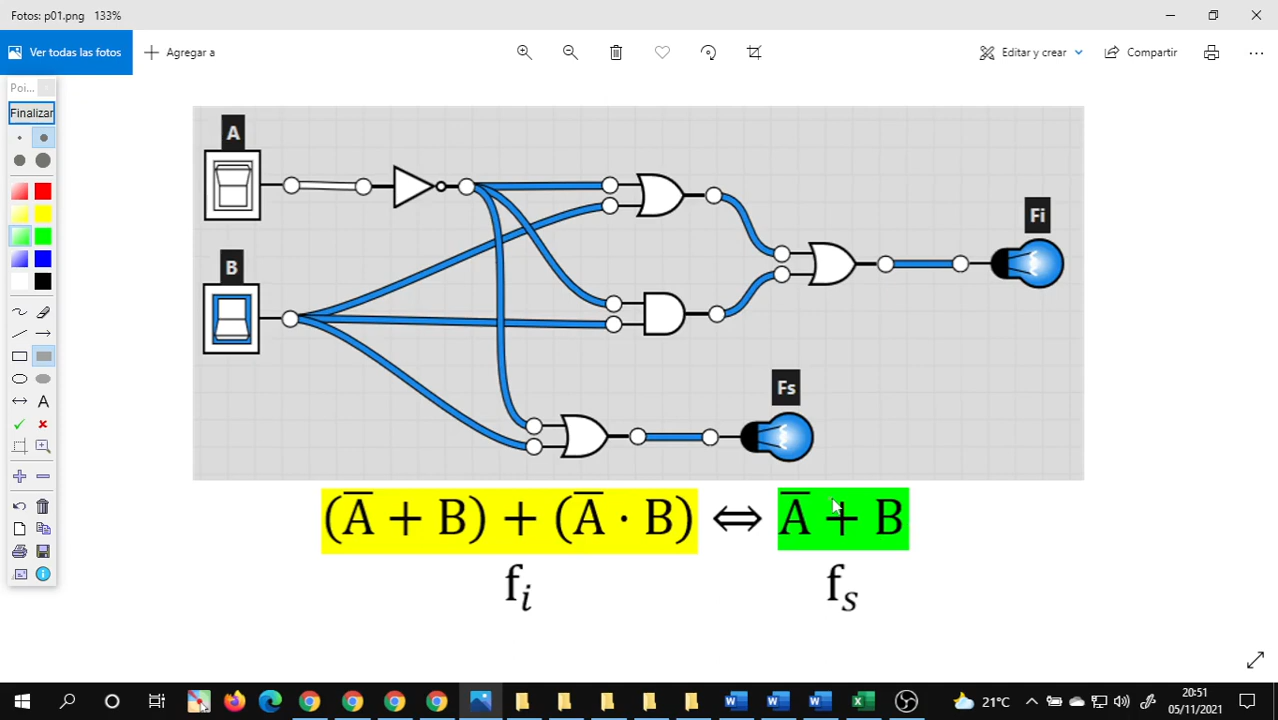 Fotos: p01.png 133%
Ver todas las fotos
Agregar a
Editar y crear
Compartir
Poi...
Finalizar
A
A
B
Fi
Fs
(A̅ + B) + (A̅ · B) ⇔ A̅ + B
fᵢ
fₛ
21°C
20:51
05/11/2021